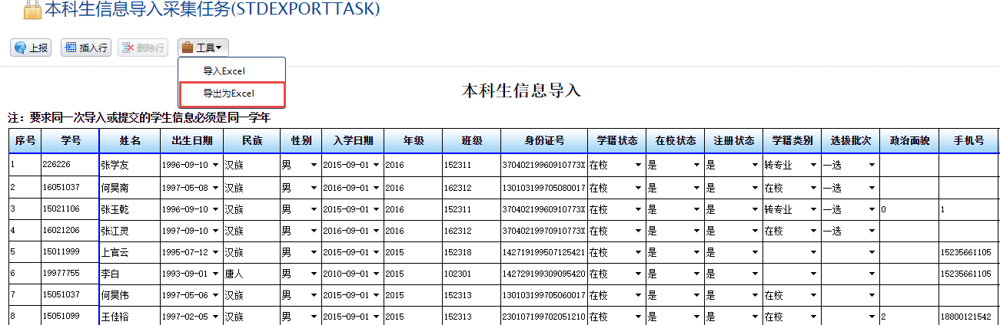 本科生信息导入采集任务(STDEXPORTTASK)
上报 插入行 删除行 工具
导入Excel
导出为Excel
本科生信息导入
注：要求同一次导入或提交的学生信息必须是同一学年
序号 学号 姓名 出生日期 民族 性别 入学日期 年级 班级 身份证号 学籍状态 在校状态 注册状态 学籍类别 选拔批次 政治面貌 手机号
1 226226 张学友 1996-09-10 汉族 男 2015-09-01 2016 152311 37040219960910773X 在校 是 是 转专业 一选
2 16051037 何昊南 1997-05-08 汉族 男 2016-09-01 2016 162312 130103199705080017 在校 是 是 在校 一选
3 15021106 张玉乾 1996-09-10 汉族 男 2015-09-01 2016 152311 37040219960910773X 在校 是 是 转专业 一选 0 1
4 16021206 张江灵 1997-09-10 汉族 男 2016-09-01 2016 162312 37040219970910773X 在校 是 是 在校 一选
5 15011999 上官云 1995-07-12 汉族 男 2015-09-01 2015 152318 142719199507125421 在校 是 是 15235661105
6 19977755 李白 1993-09-01 唐人 男 2010-09-01 2015 102301 142729199309095420 在校 是 是 15235661105
7 15051037 何昊伟 1997-05-06 汉族 男 2015-09-01 2015 152313 130103199705060017 在校 是 是 在校
8 15051099 王佳裕 1997-02-05 汉族 男 2015-09-01 2015 152313 230107199702051210 在校 是 是 在校 2 18800121542